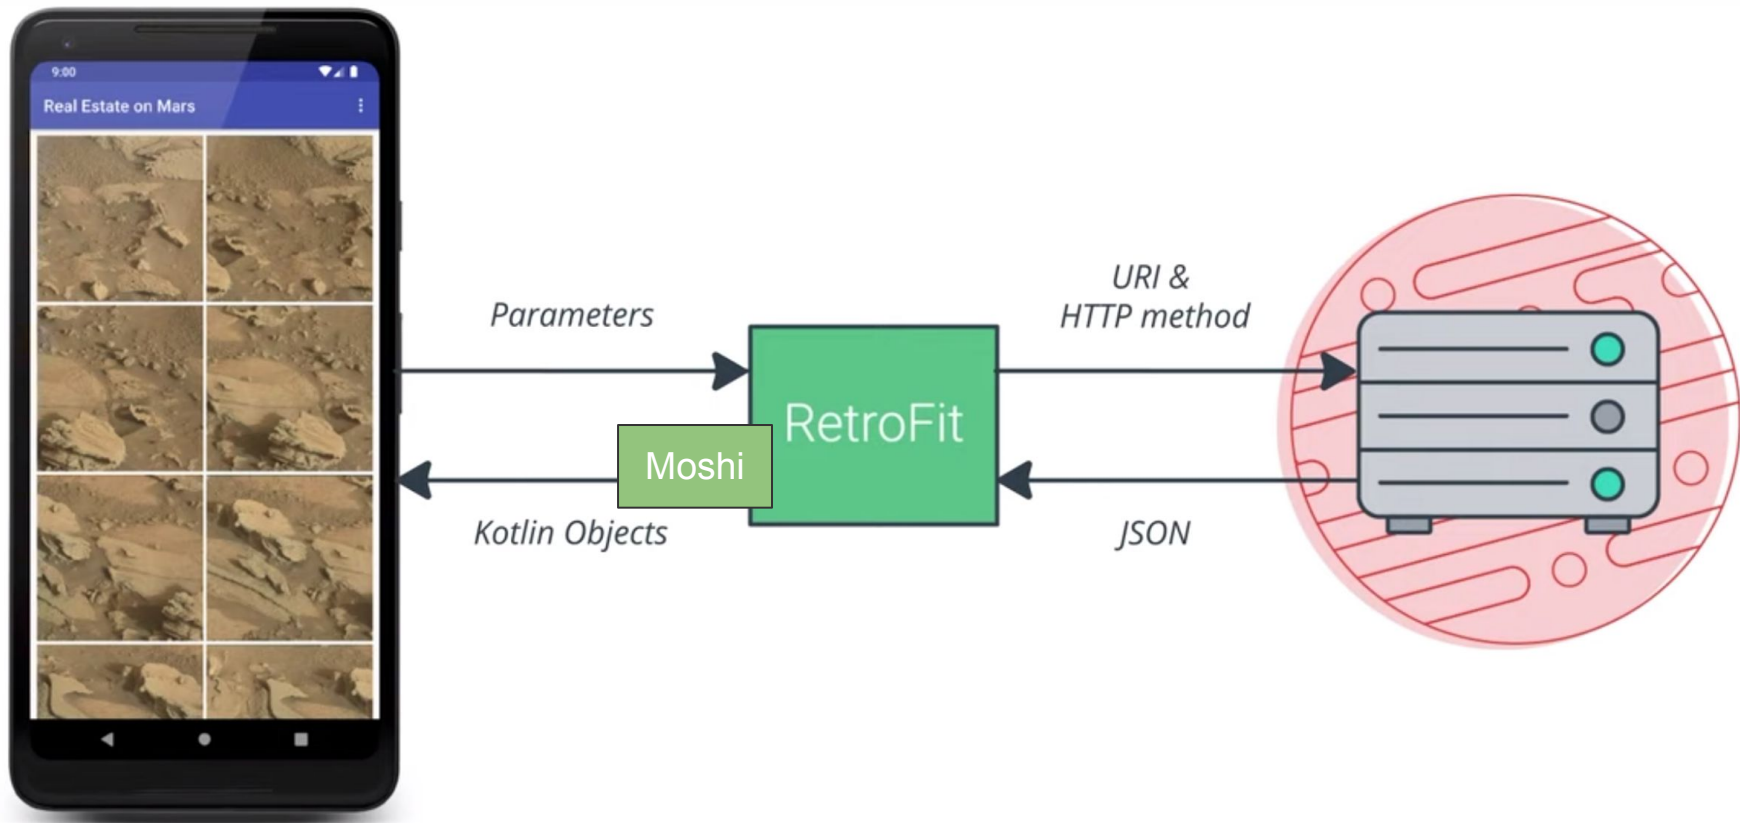 9:00
Real Estate on Mars
Parameters
URI &
HTTP method
RetroFit
Moshi
Kotlin Objects
JSON